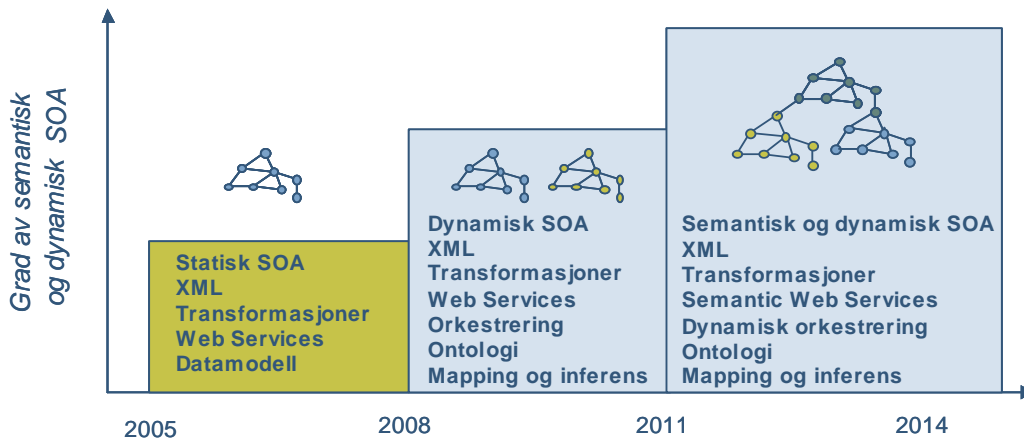 Grad av semantisk
og dynamisk SOA
Statisk SOA
XML
Transformasjoner
Web Services
Datamodell
Dynamisk SOA
XML
Transformasjoner
Web Services
Orkestrering
Ontologi
Mapping og inferens
Semantisk og dynamisk SOA
XML
Transformasjoner
Semantic Web Services
Dynamisk orkestrering
Ontologi
Mapping og inferens
2005
2008
2011
2014